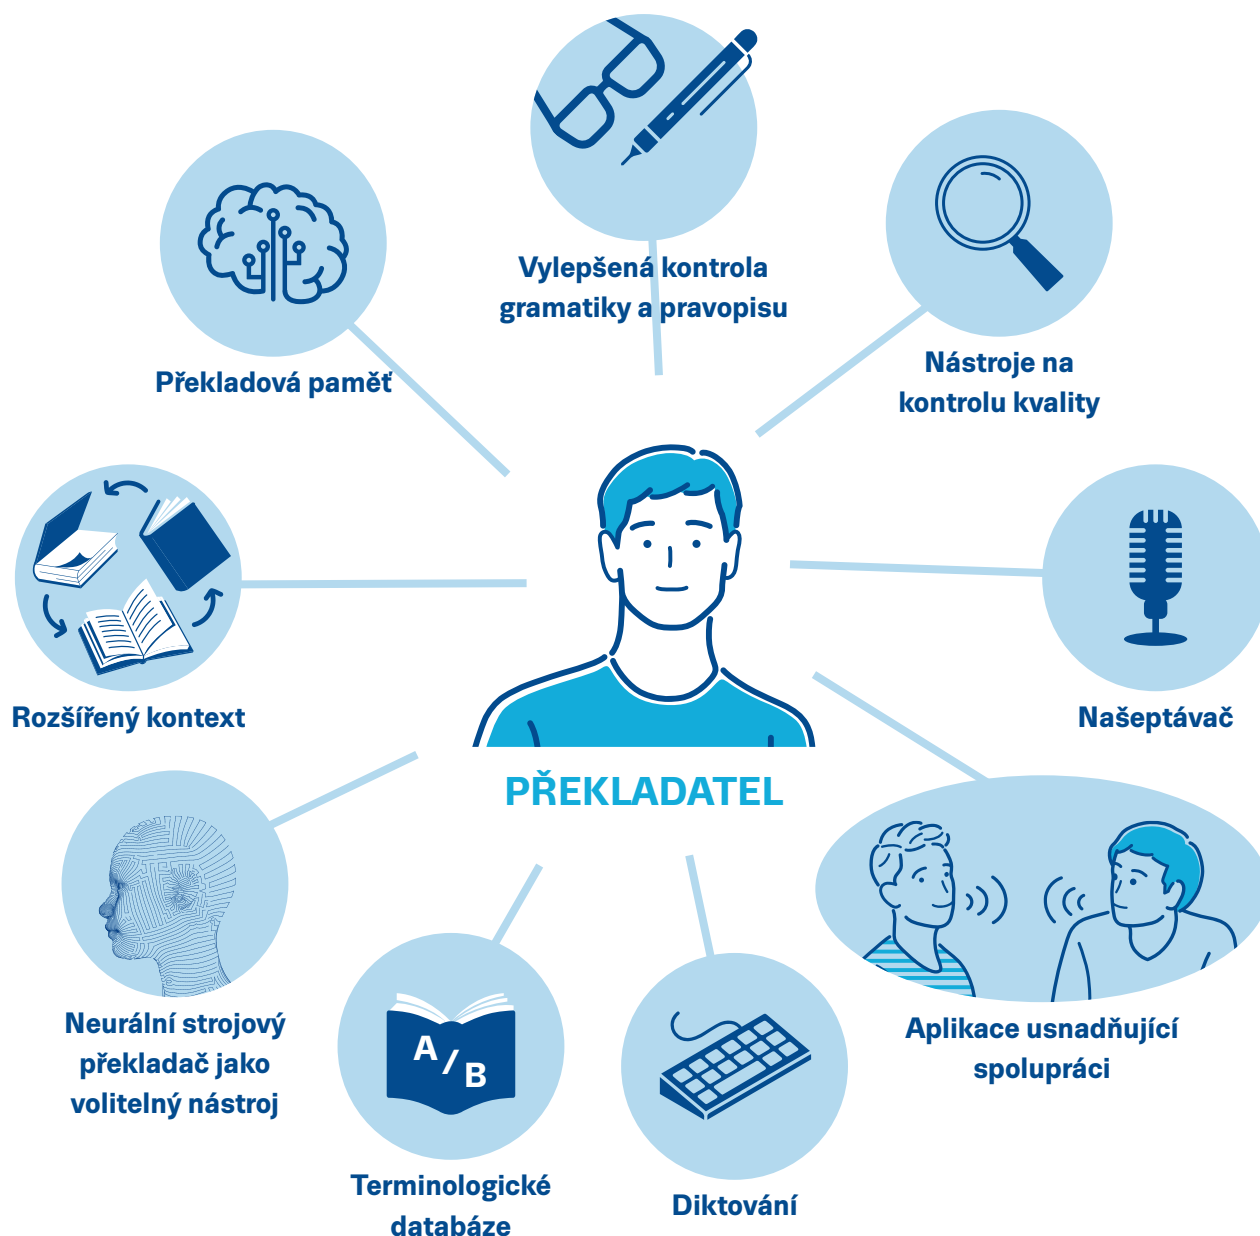 Vylepšená kontrola
gramatiky a pravopisu
Nástroje na
kontrolu kvality
Překladová paměť
Rozšířený kontext
Našeptávač
PŘEKLADATEL
Neurální strojový
překladač jako
volitelný nástroj
A/B
Terminologické
databáze
Diktování
Aplikace usnadňující
spolupráci